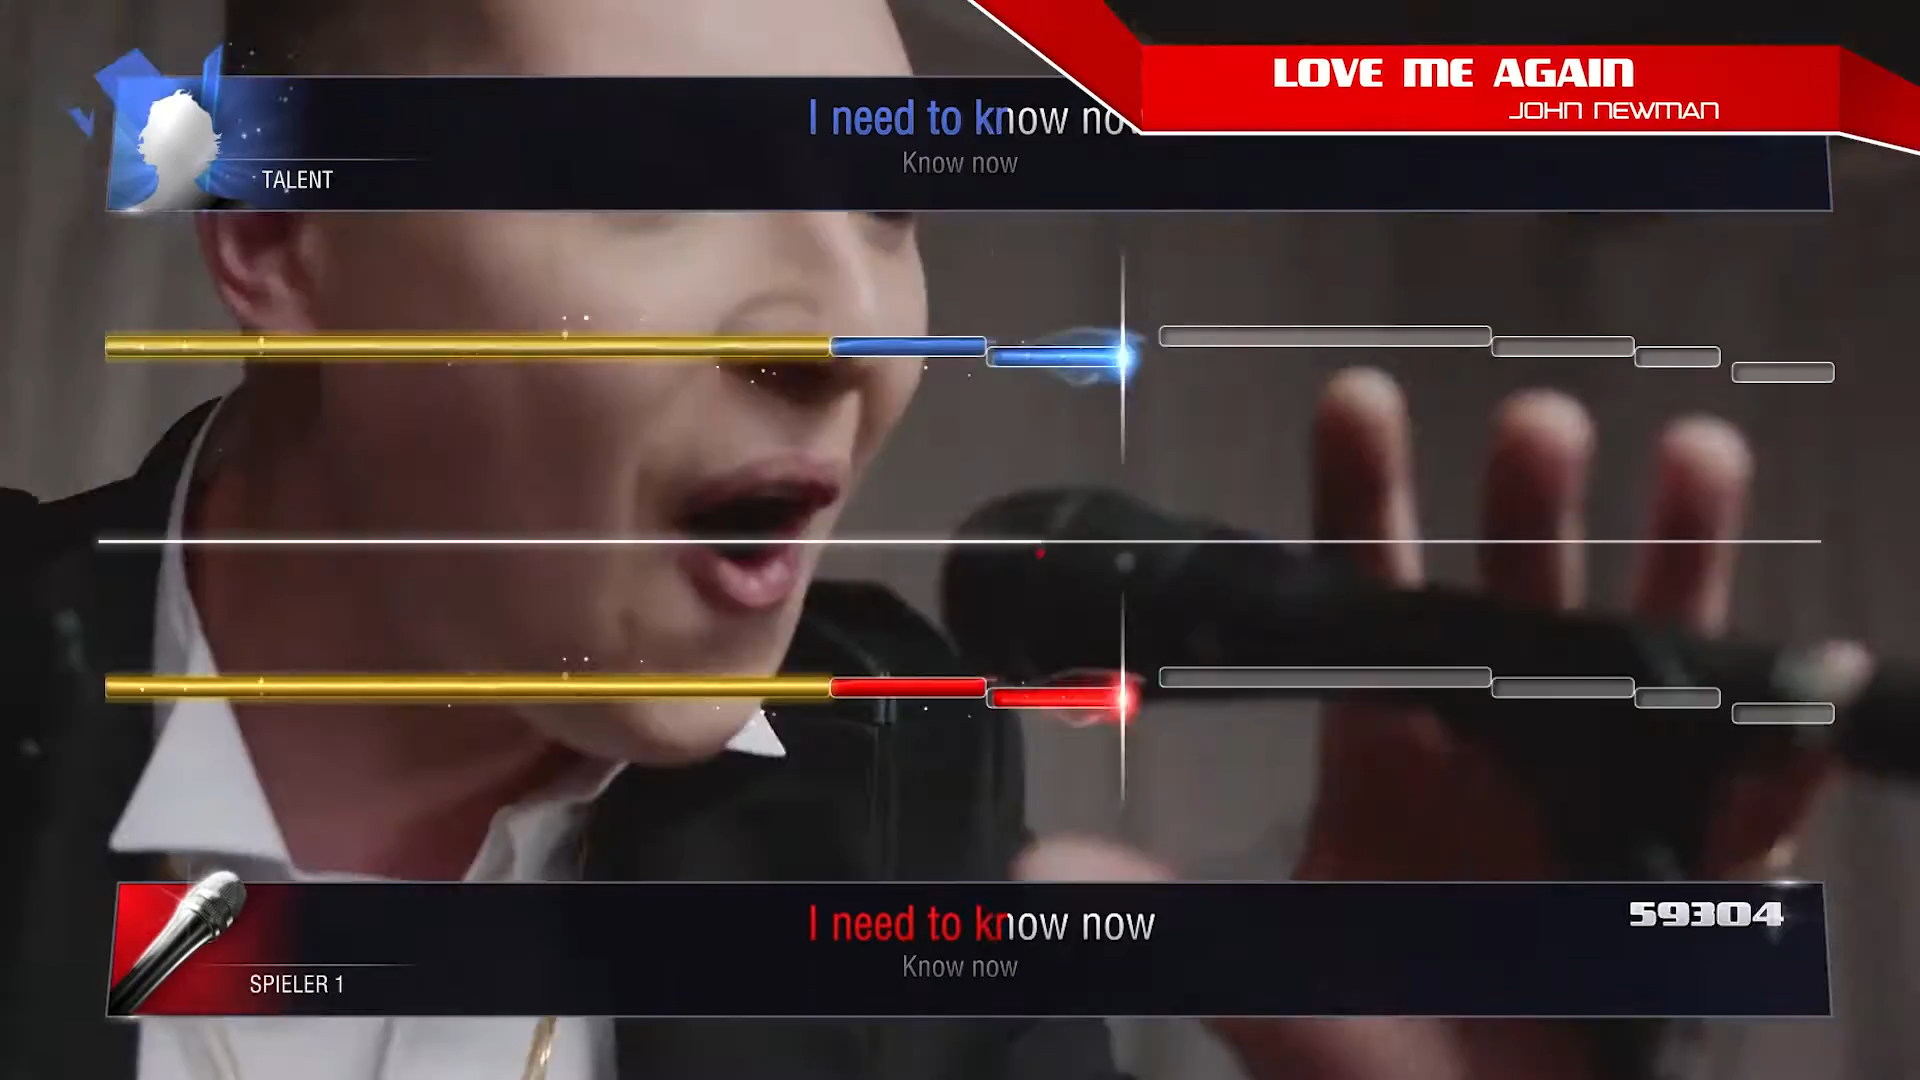 LOVE ME AGAIN
JOHN NEWMAN
I need to know now
Know now
TALENT
I need to know now
Know now
59304
SPIELER 1